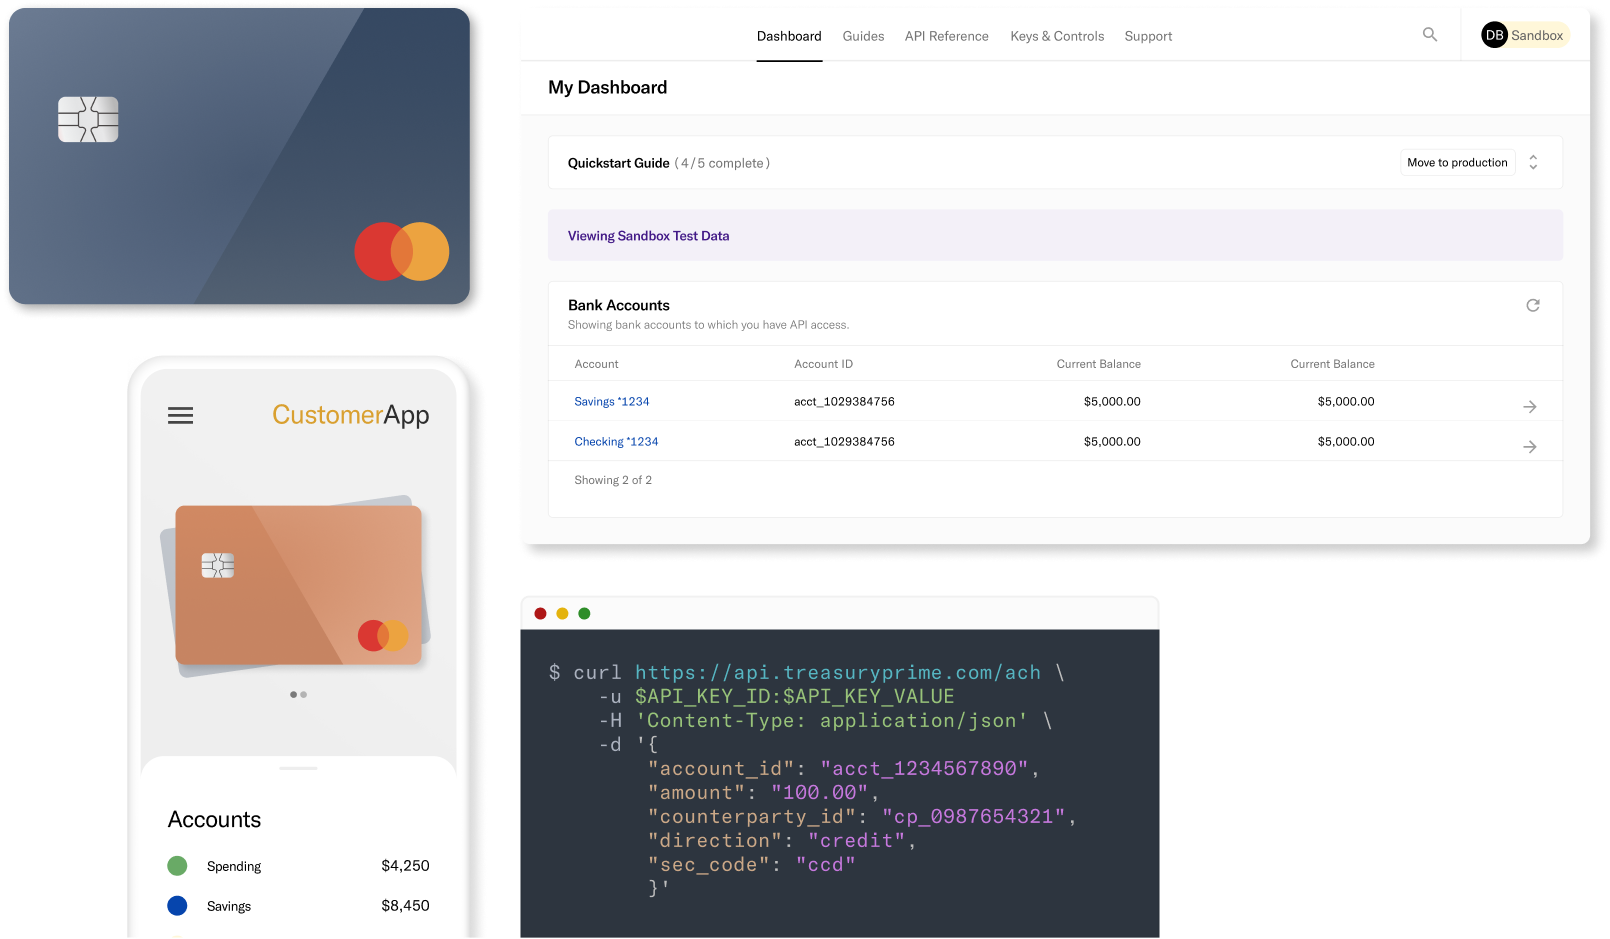 Dashboard Guides API Reference Keys & Controls Support
DB Sandbox
My Dashboard
Quickstart Guide (4/5 complete)
Move to production
Viewing Sandbox Test Data
Bank Accounts
Showing bank accounts to which you have API access.
Account Account ID Current Balance Current Balance
Savings *1234 acct_1029384756 $5,000.00 $5,000.00
Checking *1234 acct_1029384756 $5,000.00 $5,000.00
Showing 2 of 2
CustomerApp
Accounts
Spending $4,250
Savings $8,450
$ curl https://api.treasuryprime.com/ach \
-u $API_KEY_ID:$API_KEY_VALUE
-H 'Content-Type: application/json' \
-d '{
"account_id": "acct_1234567890",
"amount": "100.00",
"counterparty_id": "cp_0987654321",
"direction": "credit",
"sec_code": "ccd"
}'